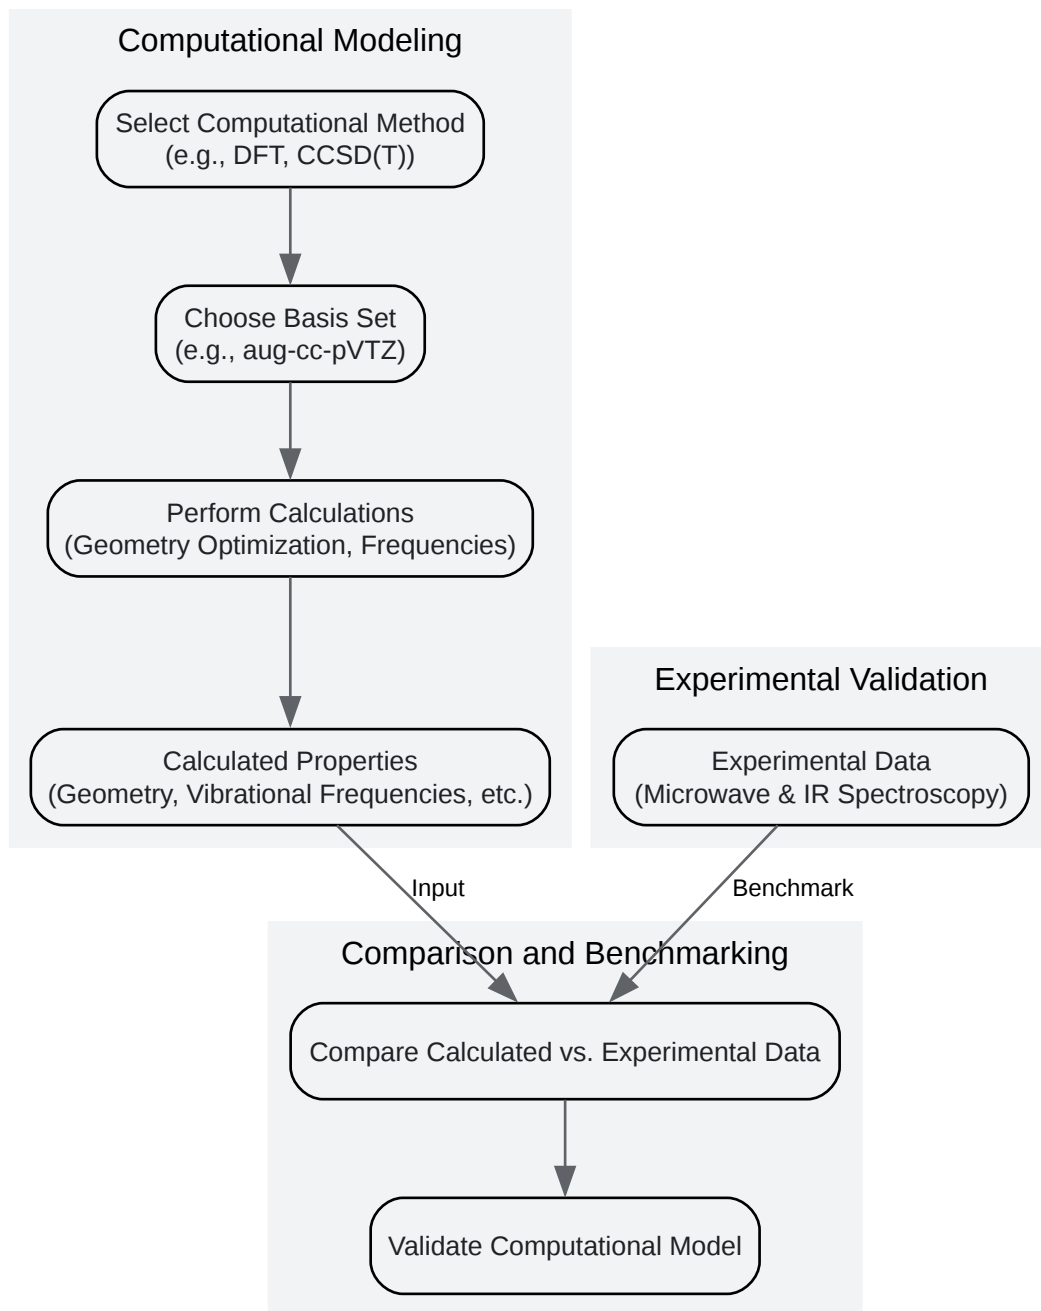 Computational Modeling
Select Computational Method
(e.g., DFT, CCSD(T))
Choose Basis Set
(e.g., aug-cc-pVTZ)
Perform Calculations
(Geometry Optimization, Frequencies)
Calculated Properties
(Geometry, Vibrational Frequencies, etc.)
Experimental Validation
Experimental Data
(Microwave & IR Spectroscopy)
Input
Benchmark
Comparison and Benchmarking
Compare Calculated vs. Experimental Data
Validate Computational Model